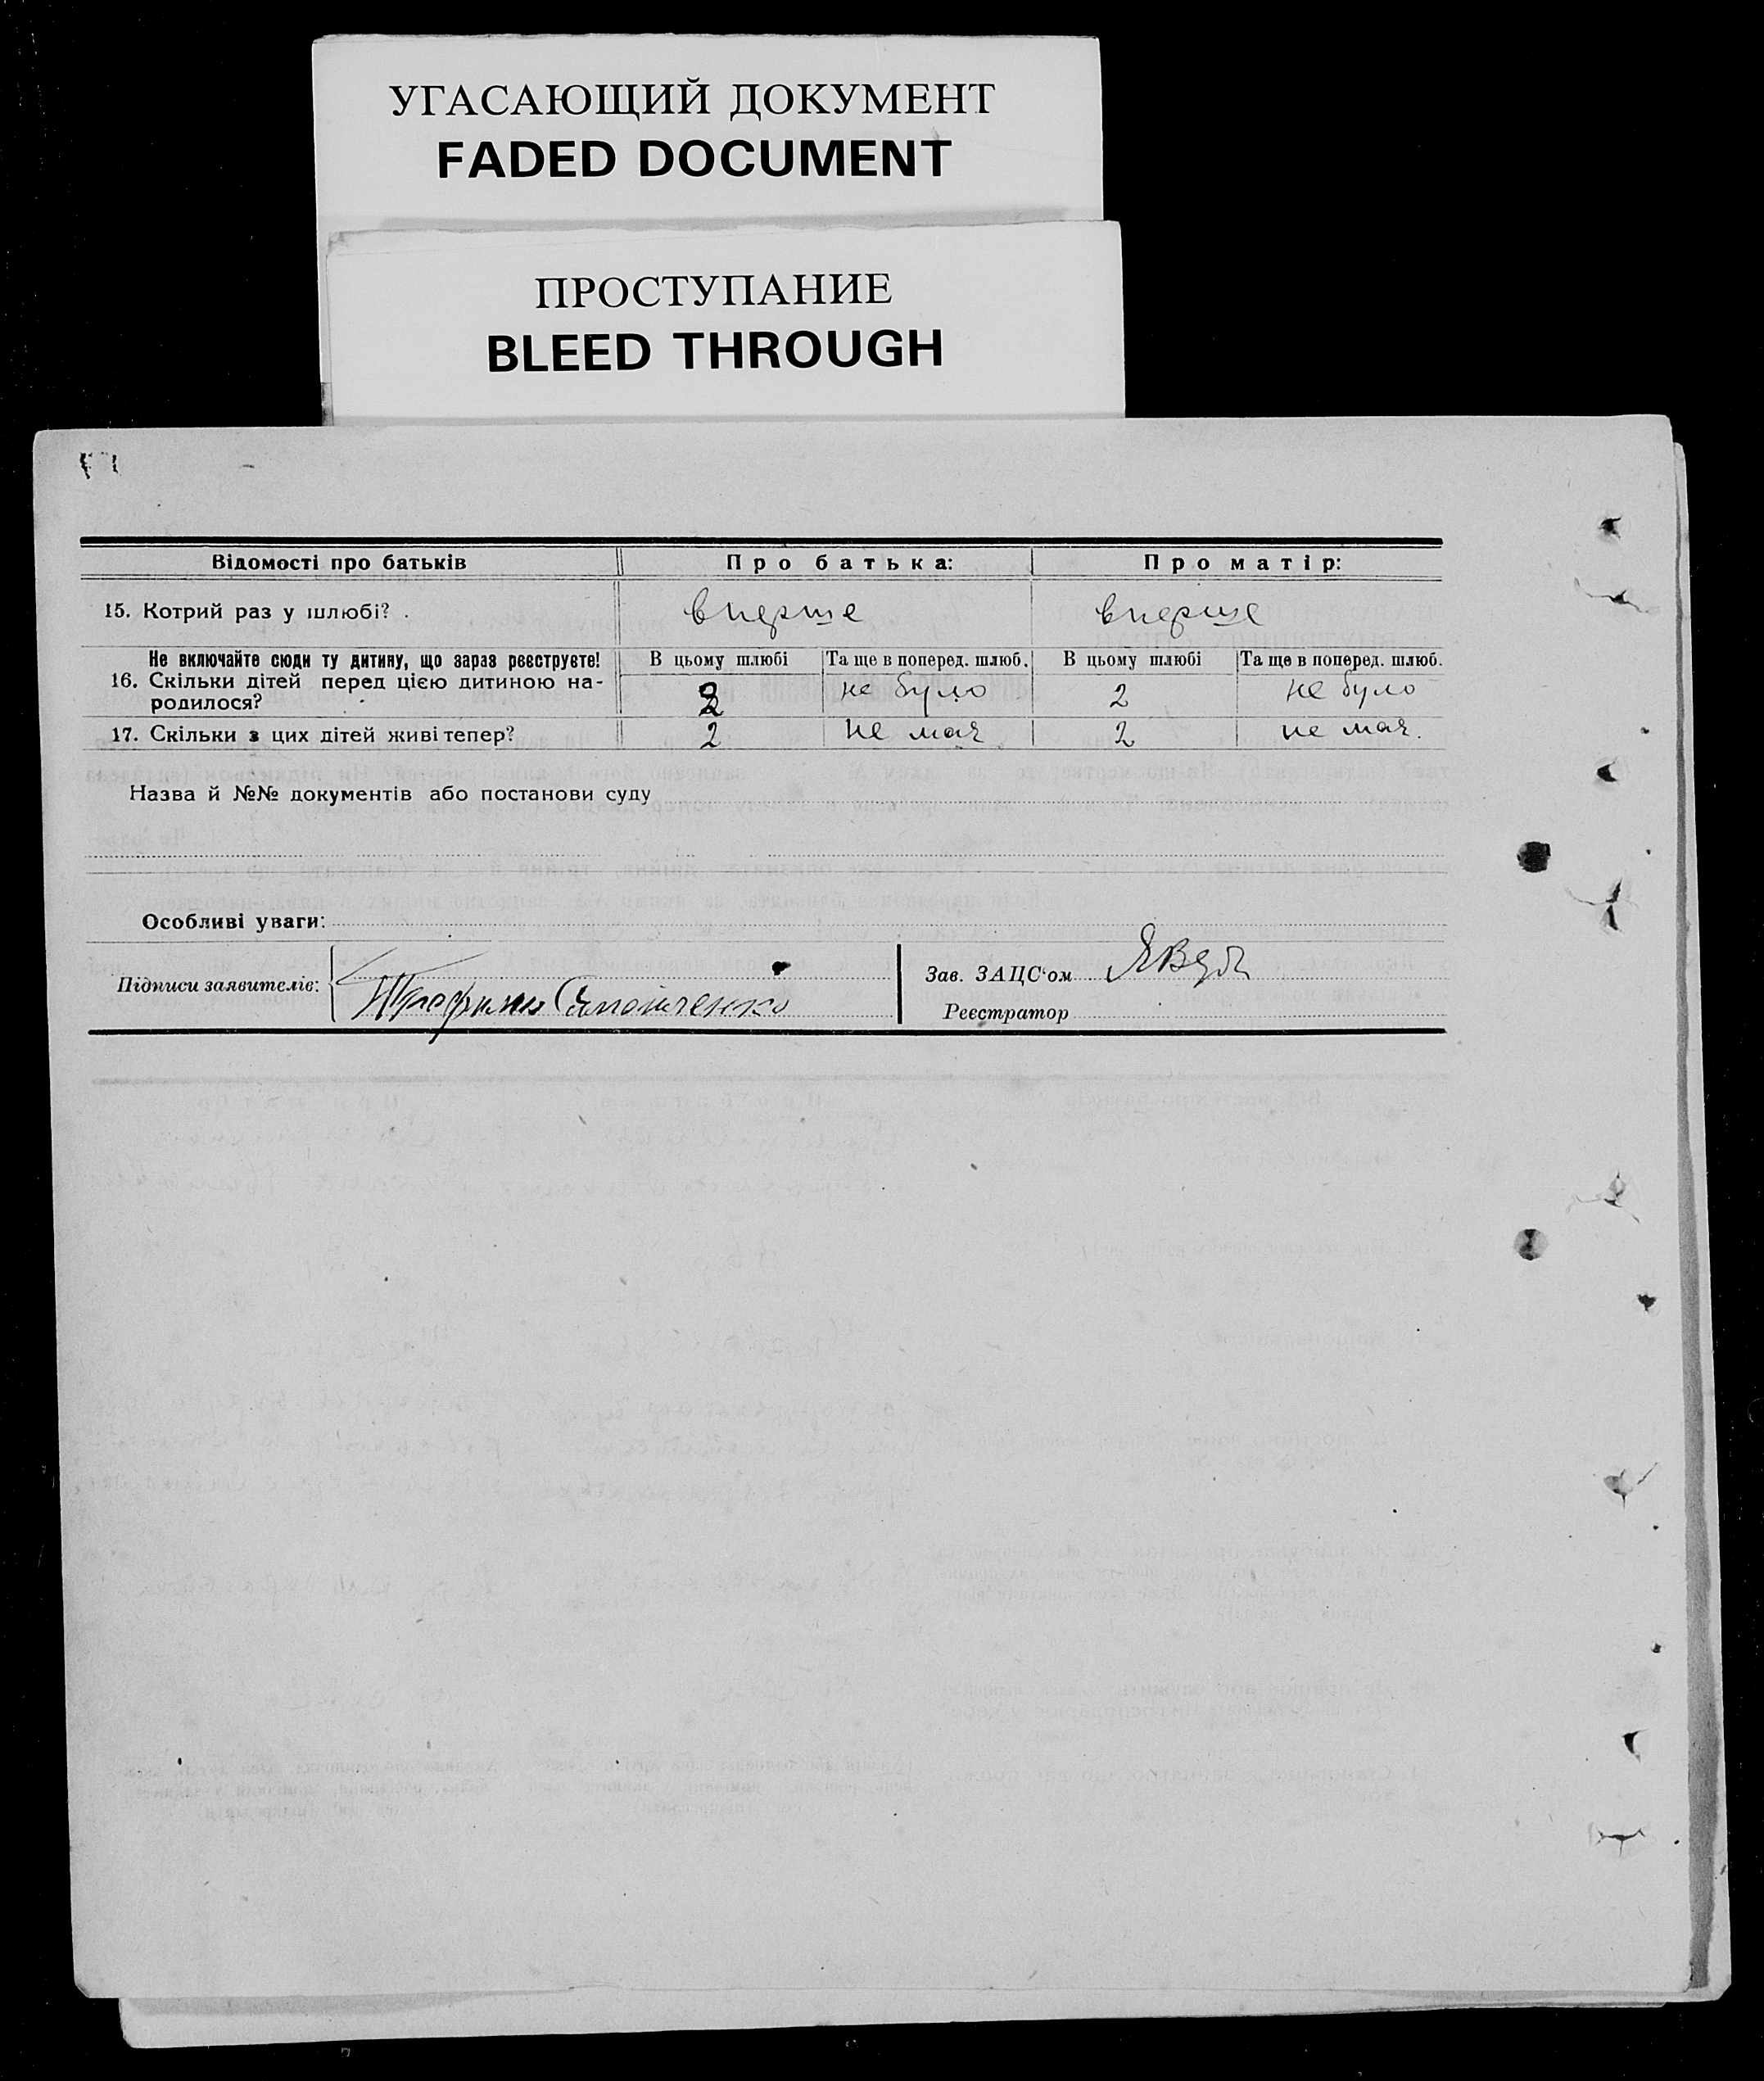 УГАСАЮЩИЙ ДОКУМЕНТ
FADED DOCUMENT
ПРОСТУПАНИЕ
BLEED THROUGH
Відомості про батьків Про батька: Про матір:
15. Котрий раз у шлюбі? . вперше вперше
Не включайте сюди ту дитину, що зараз реєструєте! В цьому шлюбі Та ще в поперед. шлюб. В цьому шлюбі Та ще в поперед. шлюб.
16. Скільки дітей перед цією дитиною на-
родилося? 2 не було 2 не було
17. Скільки з цих дітей живі тепер? 2 не має 2 не має.
Назва й №№ документів або постанови суду
Особливі уваги:
Підписи заявителів:
Зав. ЗАЦС‘ом
Реєстратор